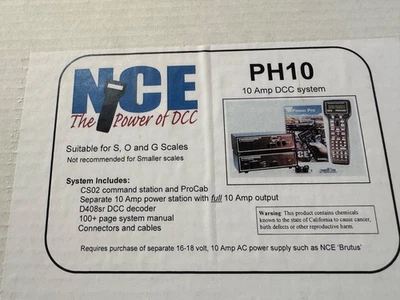 NCE
The Power of DCC
PH10
10 Amp DCC system
Power Pro
Suitable for S, O and G Scales
Not recommended for Smaller scales
System Includes:
CS02 command station and ProCab
Separate 10 Amp power station with full 10 Amp output
D408sr DCC decoder
100+ page system manual
Connectors and cables
Warning This product contains chemicals
known to the state of California to cause cancer,
birth defects or other reproductive harm.
Requires purchase of separate 16-18 volt, 10 Amp AC power supply such as NCE 'Brutus'